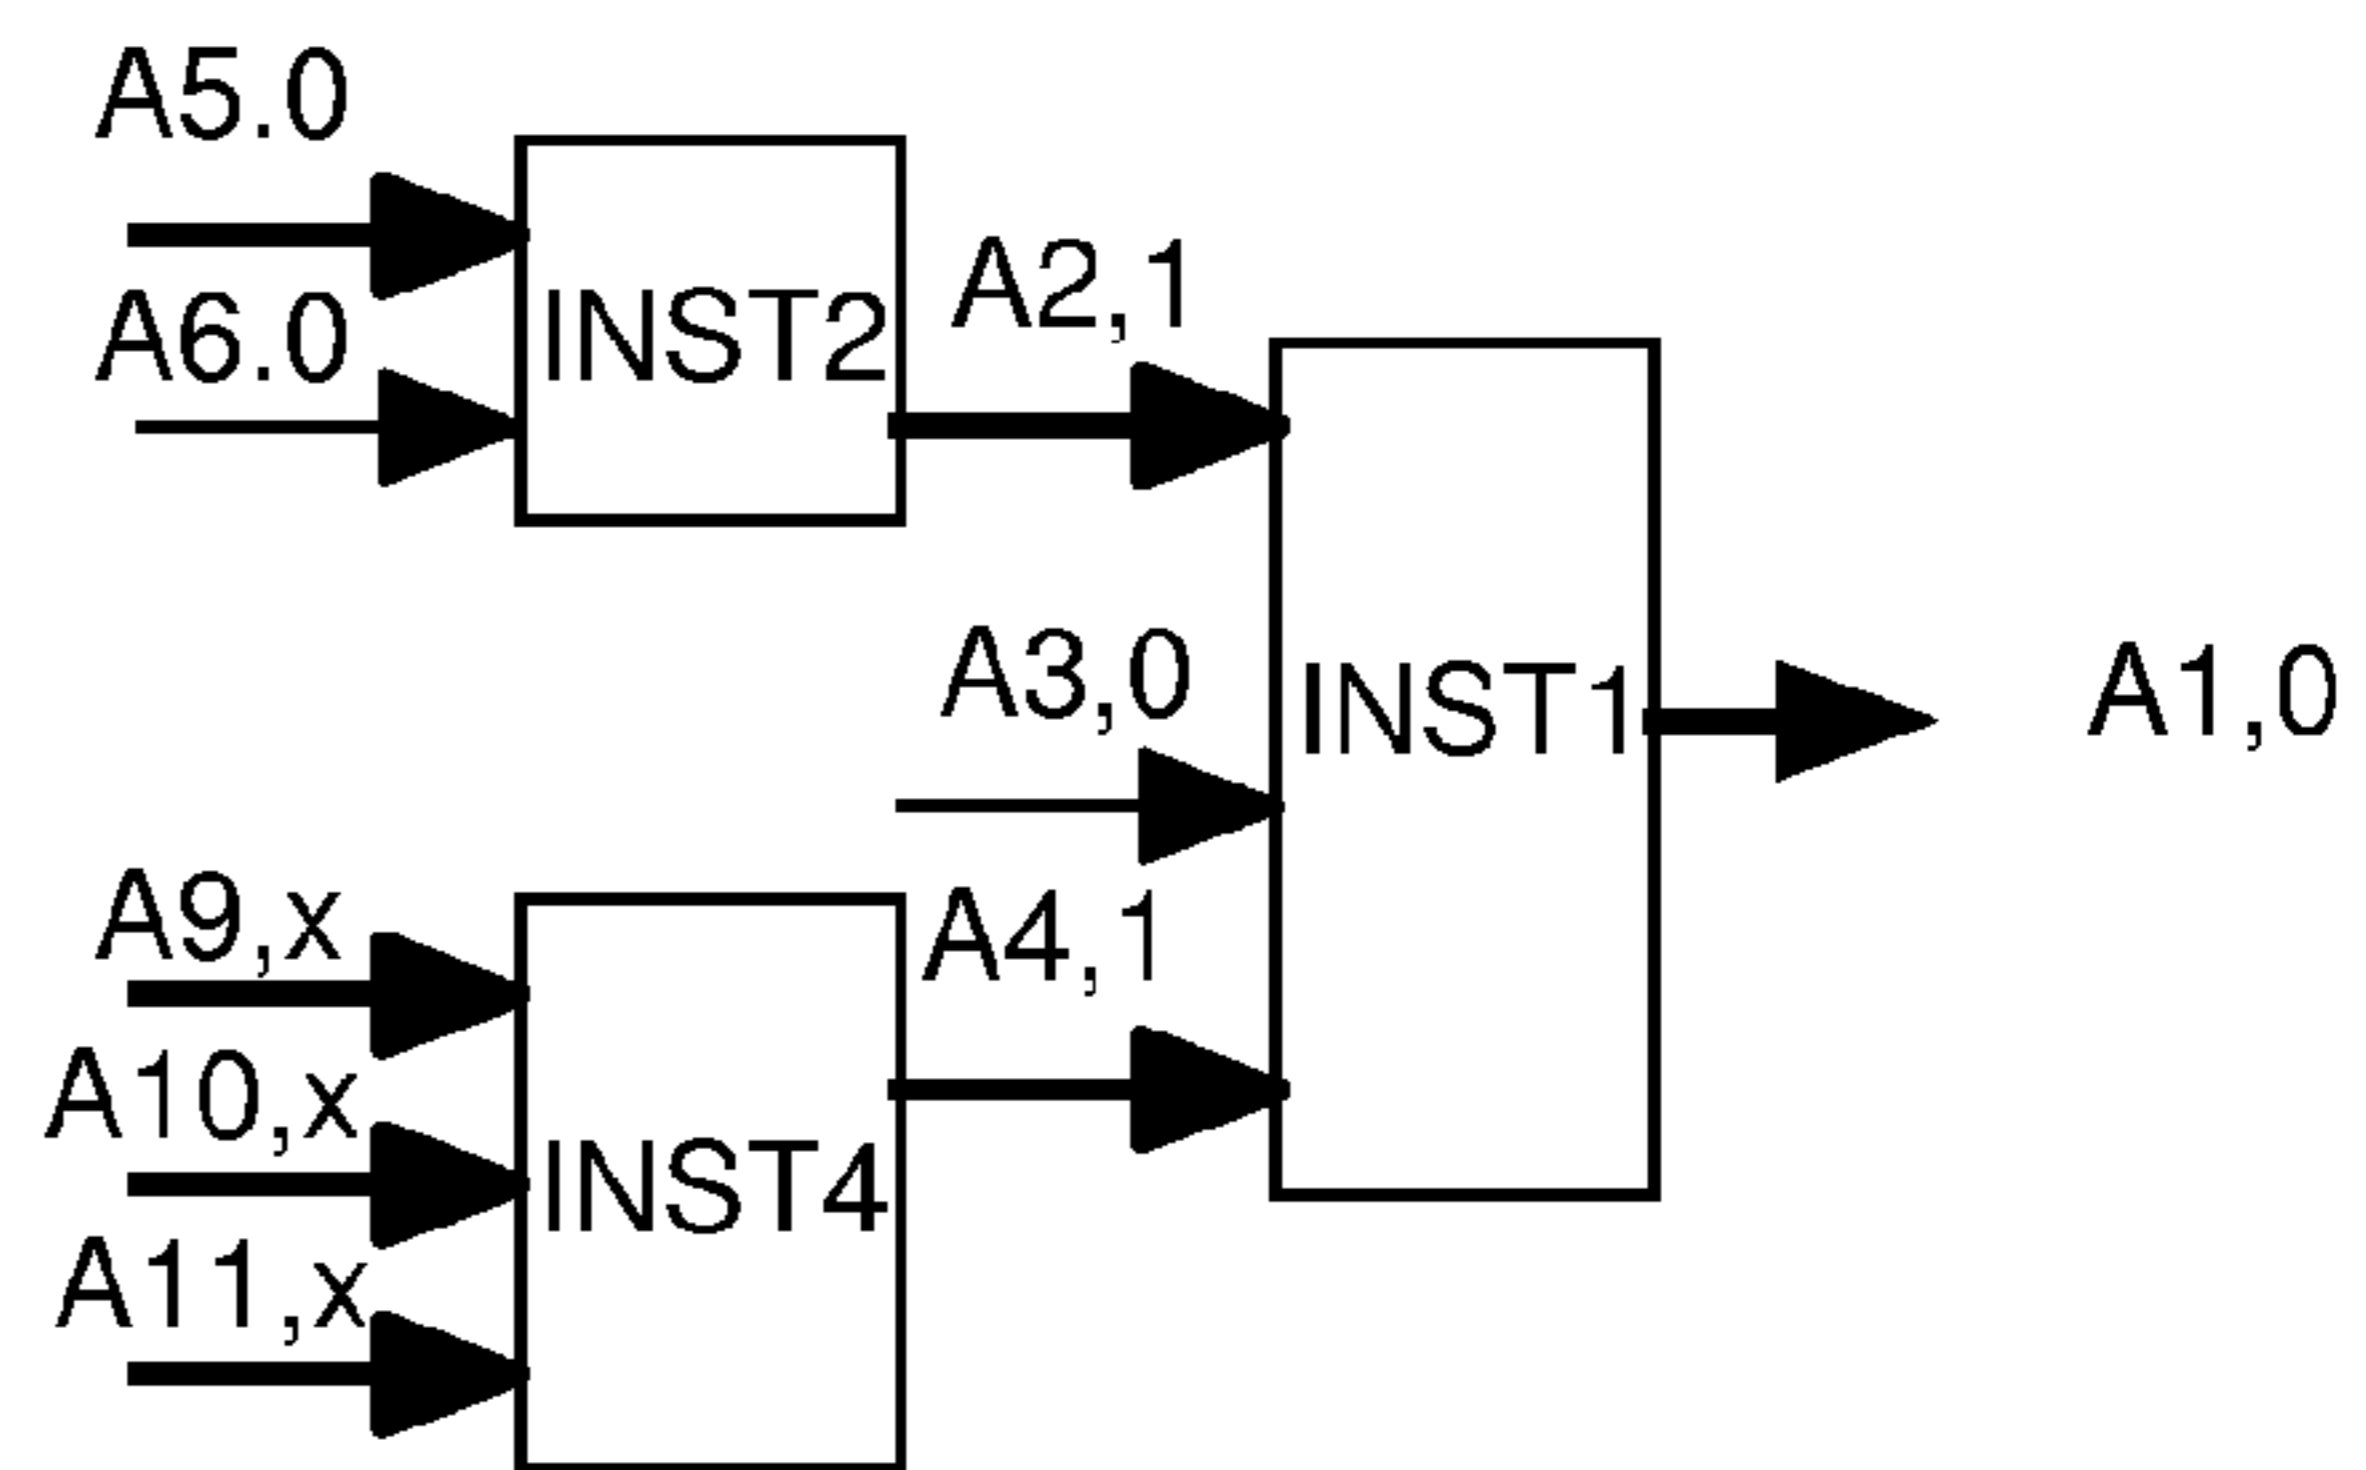 A5.0
A6.0
INST2
A2,1
A3,0
INST1
A1,0
A9,x
A4,1
A10,x
INST4
A11,x